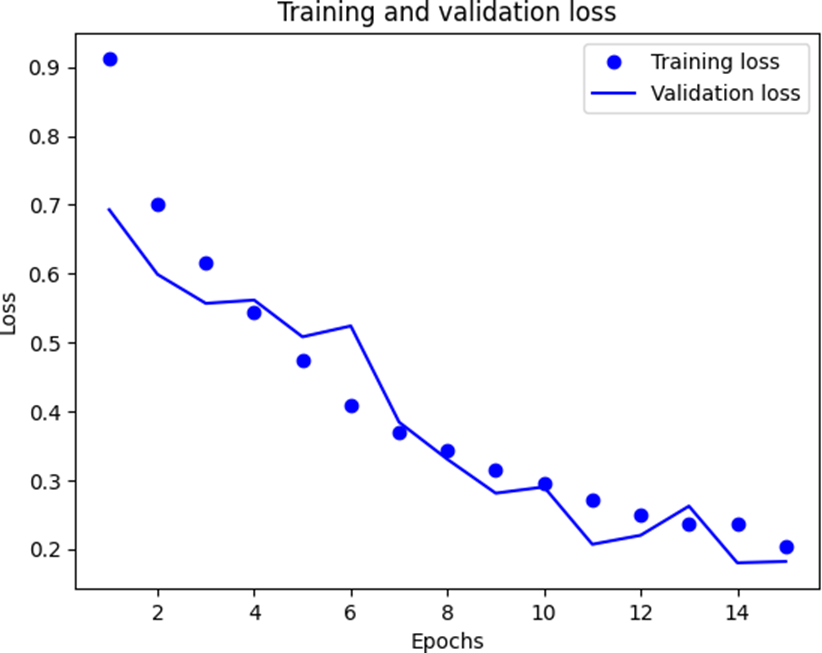 Training and validation loss
Training loss
Validation loss
Loss
0.9
0.8
0.7
0.6
0.5
0.4
0.3
0.2
2 4 6 8 10 12 14
Epochs